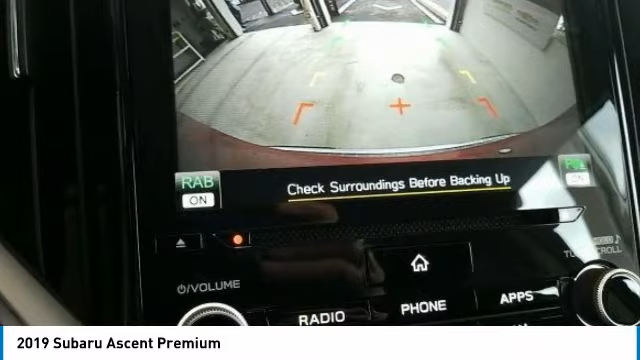 RAB
ON
Check Surroundings Before Backing Up
ON
⏻/VOLUME
RADIO
PHONE
APPS
2019 Subaru Ascent Premium